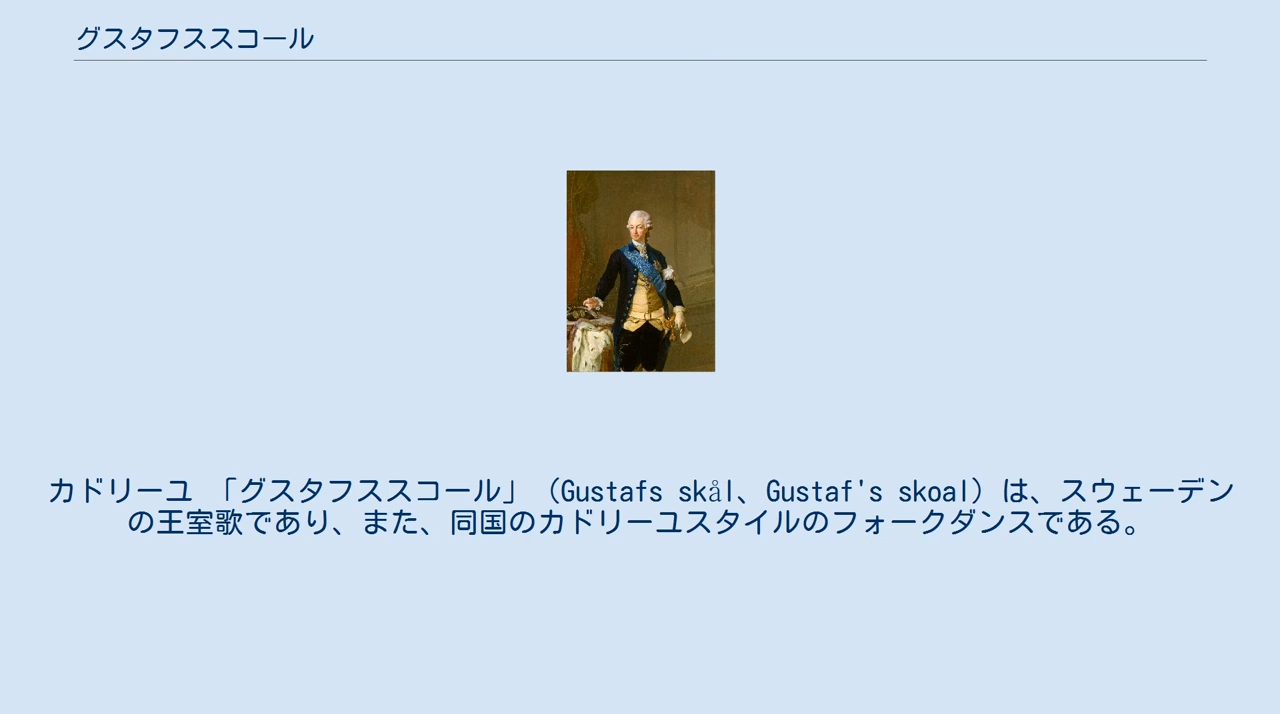 グスタフススコール
カドリーユ 「グスタフススコール」（Gustafs skål、Gustaf's skoal）は、スウェーデン
の王室歌であり、また、同国のカドリーユスタイルのフォークダンスである。